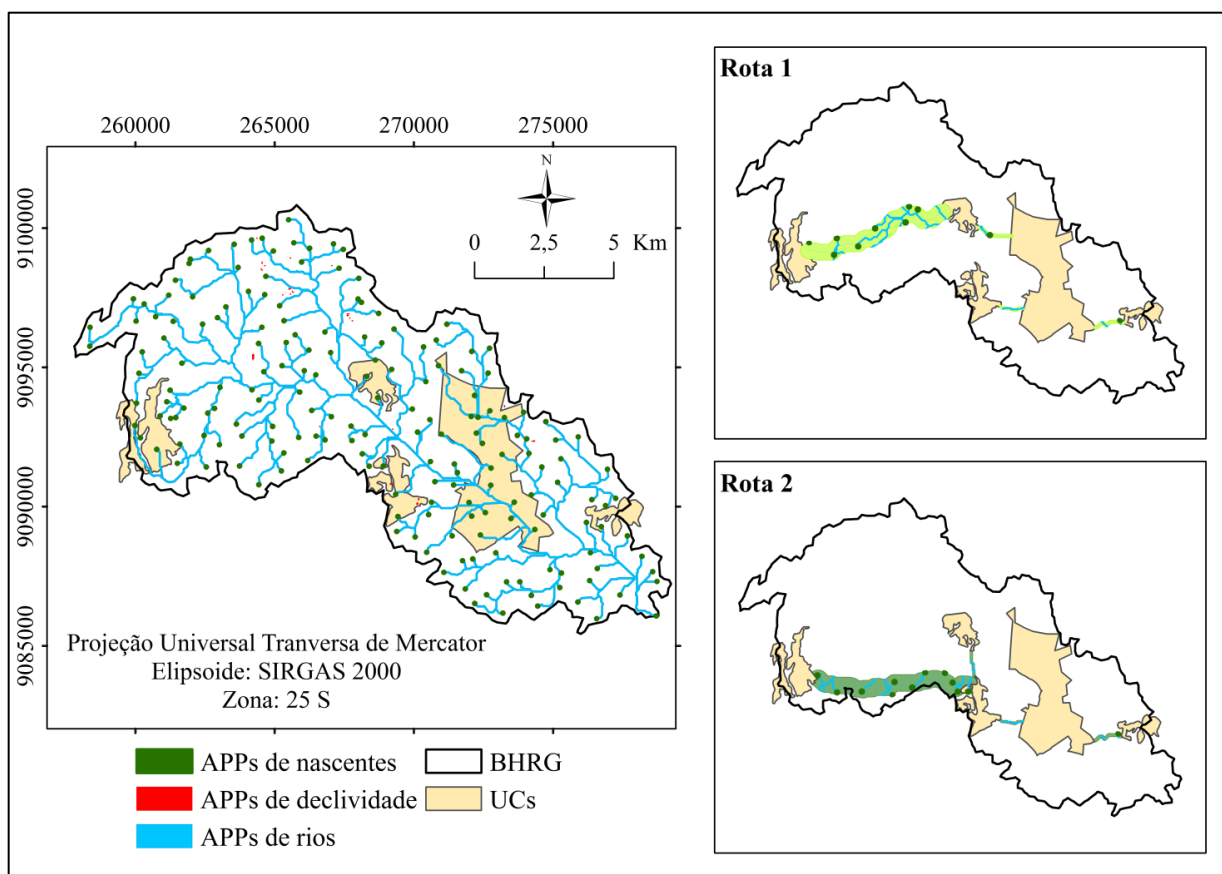 260000 265000 270000 275000
9100000
9095000
9090000
9085000
N
0 2,5 5 Km
Projeção Universal Tranversa de Mercator
Elipsoide: SIRGAS 2000
Zona: 25 S
APPs de nascentes
APPs de declividade
APPs de rios
BHRG
UCs
Rota 1
Rota 2